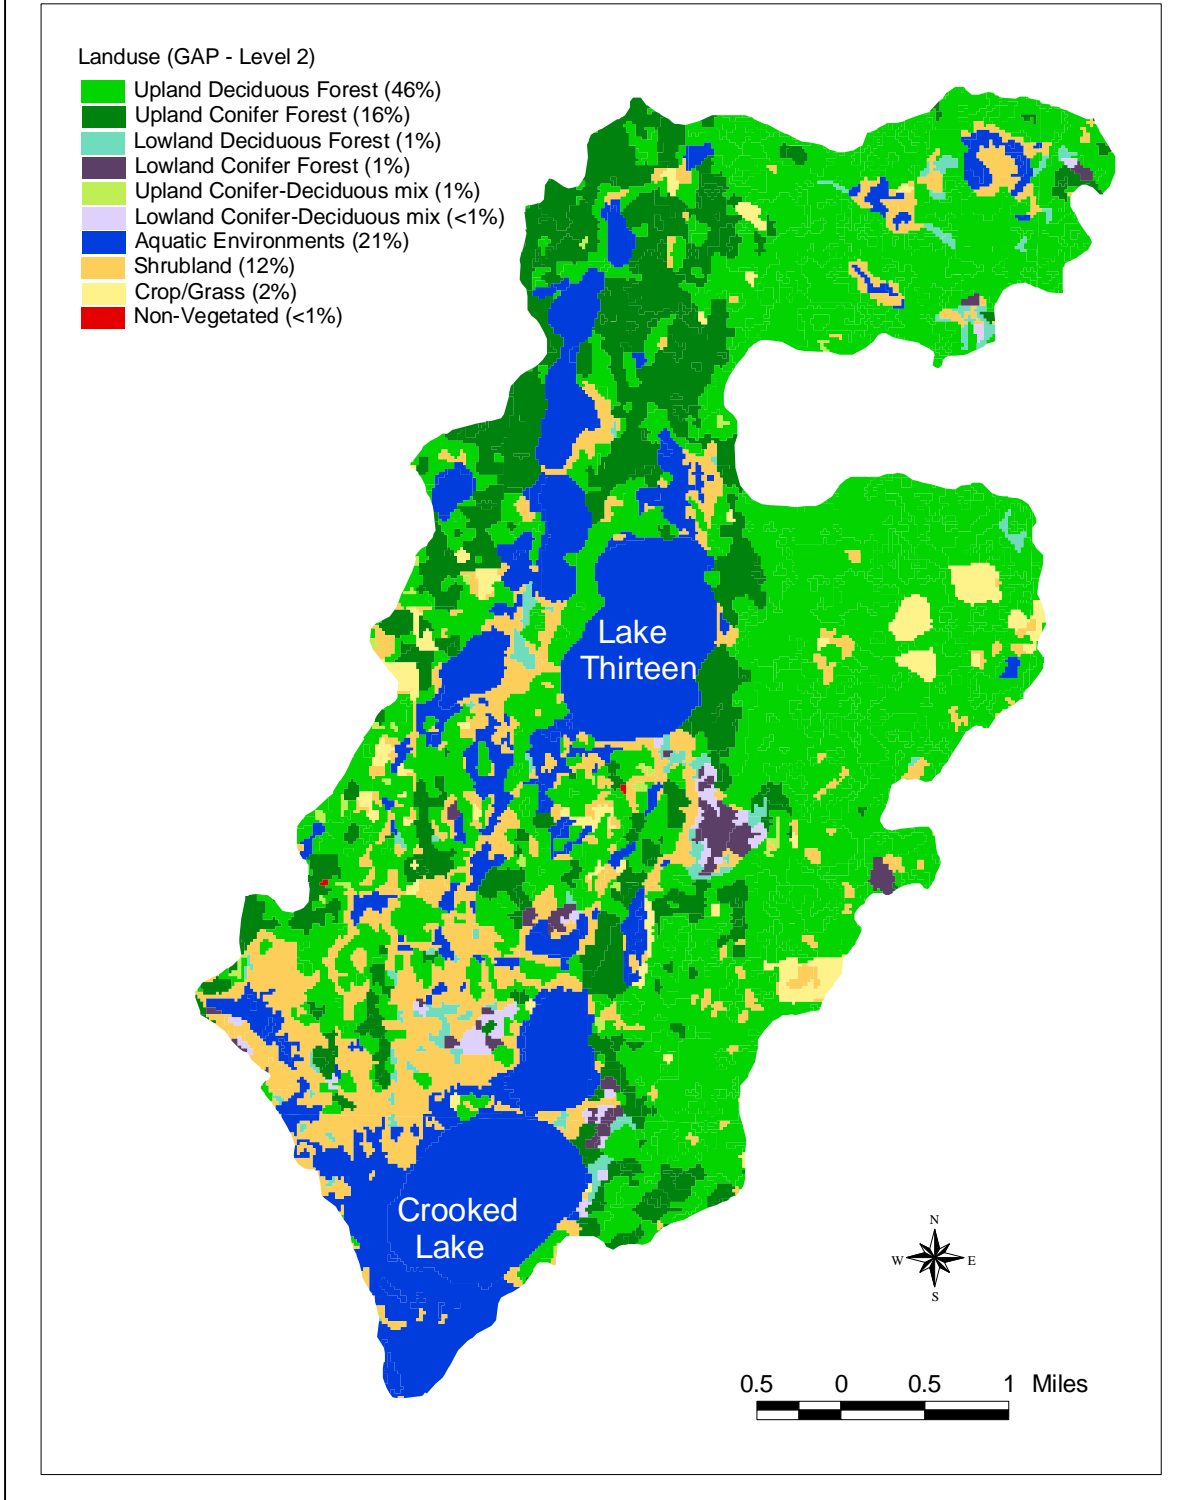 Landuse (GAP - Level 2)
Upland Deciduous Forest (46%)
Upland Conifer Forest (16%)
Lowland Deciduous Forest (1%)
Lowland Conifer Forest (1%)
Upland Conifer-Deciduous mix (1%)
Lowland Conifer-Deciduous mix (<1%)
Aquatic Environments (21%)
Shrubland (12%)
Crop/Grass (2%)
Non-Vegetated (<1%)
Lake
Thirteen
Crooked
Lake
N
W E
S
0.5 0 0.5 1 Miles